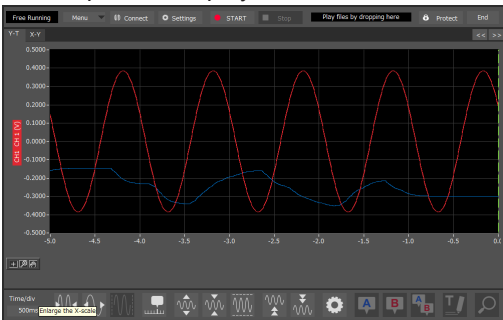 Free Running Menu Connect Settings START Stop Play files by dropping here Protect End
Y-T X-Y << >>
0.5000
0.4000
0.3000
0.2000
0.1000
-0.0000
-0.1000
-0.2000
-0.3000
-0.4000
-0.5000
CH1 CH 1 [V]
-5.0 -4.5 -4.0 -3.5 -3.0 -2.5 -2.0 -1.5 -1.0 -0.5 0.0
Time/div
500ms
Enlarge the X-scale
A B A B T